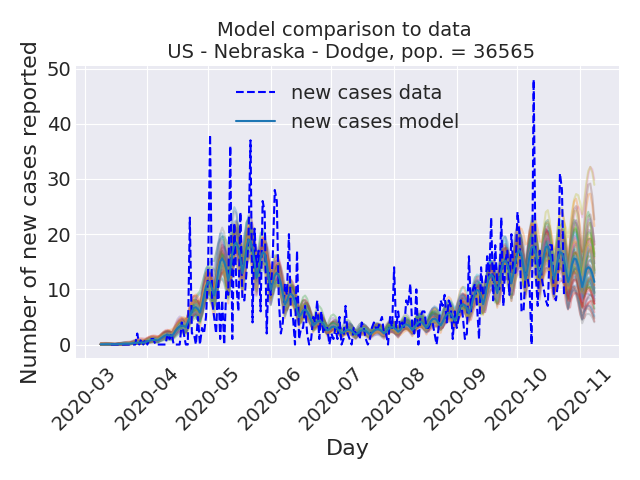 Model comparison to data
US - Nebraska - Dodge, pop. = 36565
new cases data
new cases model
Number of new cases reported
50
40
30
20
10
0
2020-03
2020-04
2020-05
2020-06
2020-07
2020-08
2020-09
2020-10
2020-11
Day